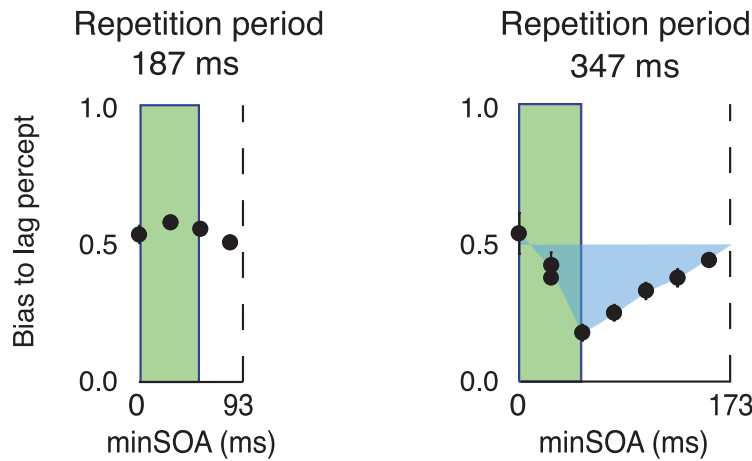 Repetition period
187 ms
Repetition period
347 ms
Bias to lag percept
1.0
0.5
0.0
0
93
minSOA (ms)
1.0
0.5
0.0
0
173
minSOA (ms)